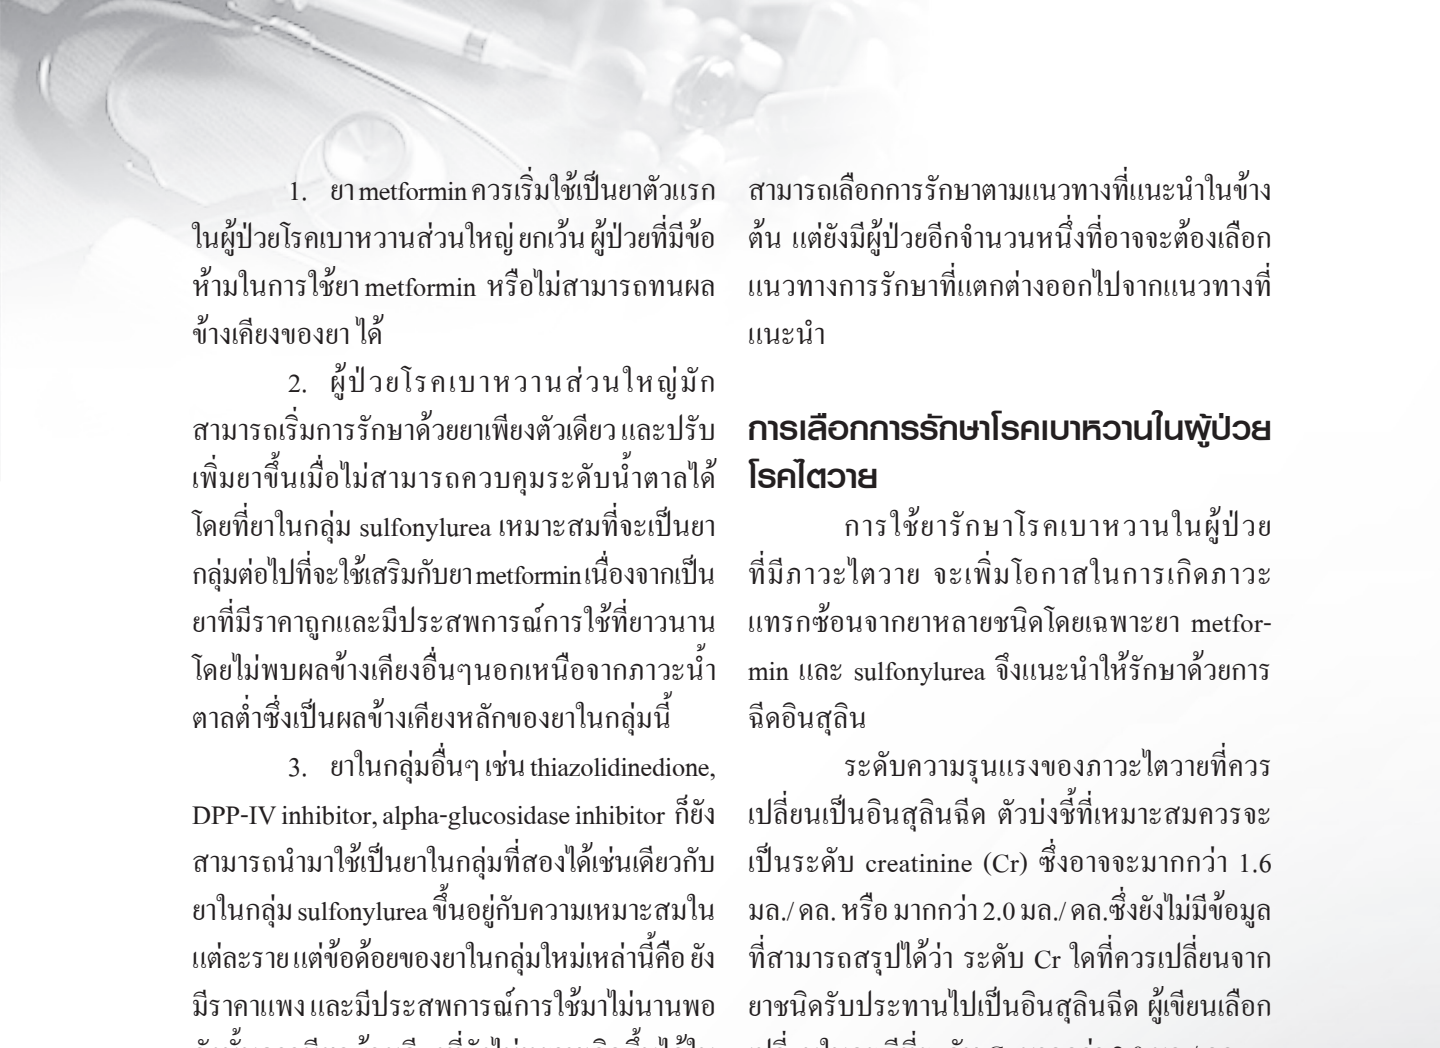 1. ยา metformin ควรเริ่มใช้เป็นยาตัวแรก
ในผู้ป่วยโรคเบาหวานส่วนใหญ่ ยกเว้น ผู้ป่วยที่มีข้อ
ห้ามในการใช้ยา metformin หรือไม่สามารถทนผล
ข้างเคียงของยา ได้
2. ผู้ป่วยโรคเบาหวานส่วนใหญ่มัก
สามารถเริ่มการรักษาด้วยยาเพียงตัวเดียว และปรับ
เพิ่มยาขึ้นเมื่อไม่สามารถควบคุมระดับน้ำตาลได้
โดยที่ยาในกลุ่ม sulfonylurea เหมาะสมที่จะเป็นยา
กลุ่มต่อไปที่จะใช้เสริมกับยา metformin เนื่องจากเป็น
ยาที่มีราคาถูกและมีประสพการณ์การใช้ที่ยาวนาน
โดยไม่พบผลข้างเคียงอื่นๆนอกเหนือจากภาวะน้ำ
ตาลต่ำซึ่งเป็นผลข้างเคียงหลักของยาในกลุ่มนี้
3. ยาในกลุ่มอื่นๆ เช่น thiazolidinedione,
DPP-IV inhibitor, alpha-glucosidase inhibitor ก็ยัง
สามารถนำมาใช้เป็นยาในกลุ่มที่สองได้เช่นเดียวกับ
ยาในกลุ่ม sulfonylurea ขึ้นอยู่กับความเหมาะสมใน
แต่ละราย แต่ข้อด้อยของยาในกลุ่มใหม่เหล่านี้คือ ยัง
มีราคาแพง และมีประสพการณ์การใช้มาไม่นานพอ
สามารถเลือกการรักษาตามแนวทางที่แนะนำในข้าง
ต้น แต่ยังมีผู้ป่วยอีกจำนวนหนึ่งที่อาจจะต้องเลือก
แนวทางการรักษาที่แตกต่างออกไปจากแนวทางที่
แนะนำ
การเลือกการรักษาโรคเบาหวานในผู้ป่วย
โรคไตวาย
การใช้ยารักษาโรคเบาหวานในผู้ป่วย
ที่มีภาวะไตวาย จะเพิ่มโอกาสในการเกิดภาวะ
แทรกซ้อนจากยาหลายชนิดโดยเฉพาะยา metfor-
min และ sulfonylurea จึงแนะนำให้รักษาด้วยการ
ฉีดอินสุลิน
ระดับความรุนแรงของภาวะไตวายที่ควร
เปลี่ยนเป็นอินสุลินฉีด ตัวบ่งชี้ที่เหมาะสมควรจะ
เป็นระดับ creatinine (Cr) ซึ่งอาจจะมากกว่า 1.6
มล./ ดล. หรือ มากกว่า 2.0 มล./ ดล.ซึ่งยังไม่มีข้อมูล
ที่สามารถสรุปได้ว่า ระดับ Cr ใดที่ควรเปลี่ยนจาก
ยาชนิดรับประทานไปเป็นอินสุลินฉีด ผู้เขียนเลือก